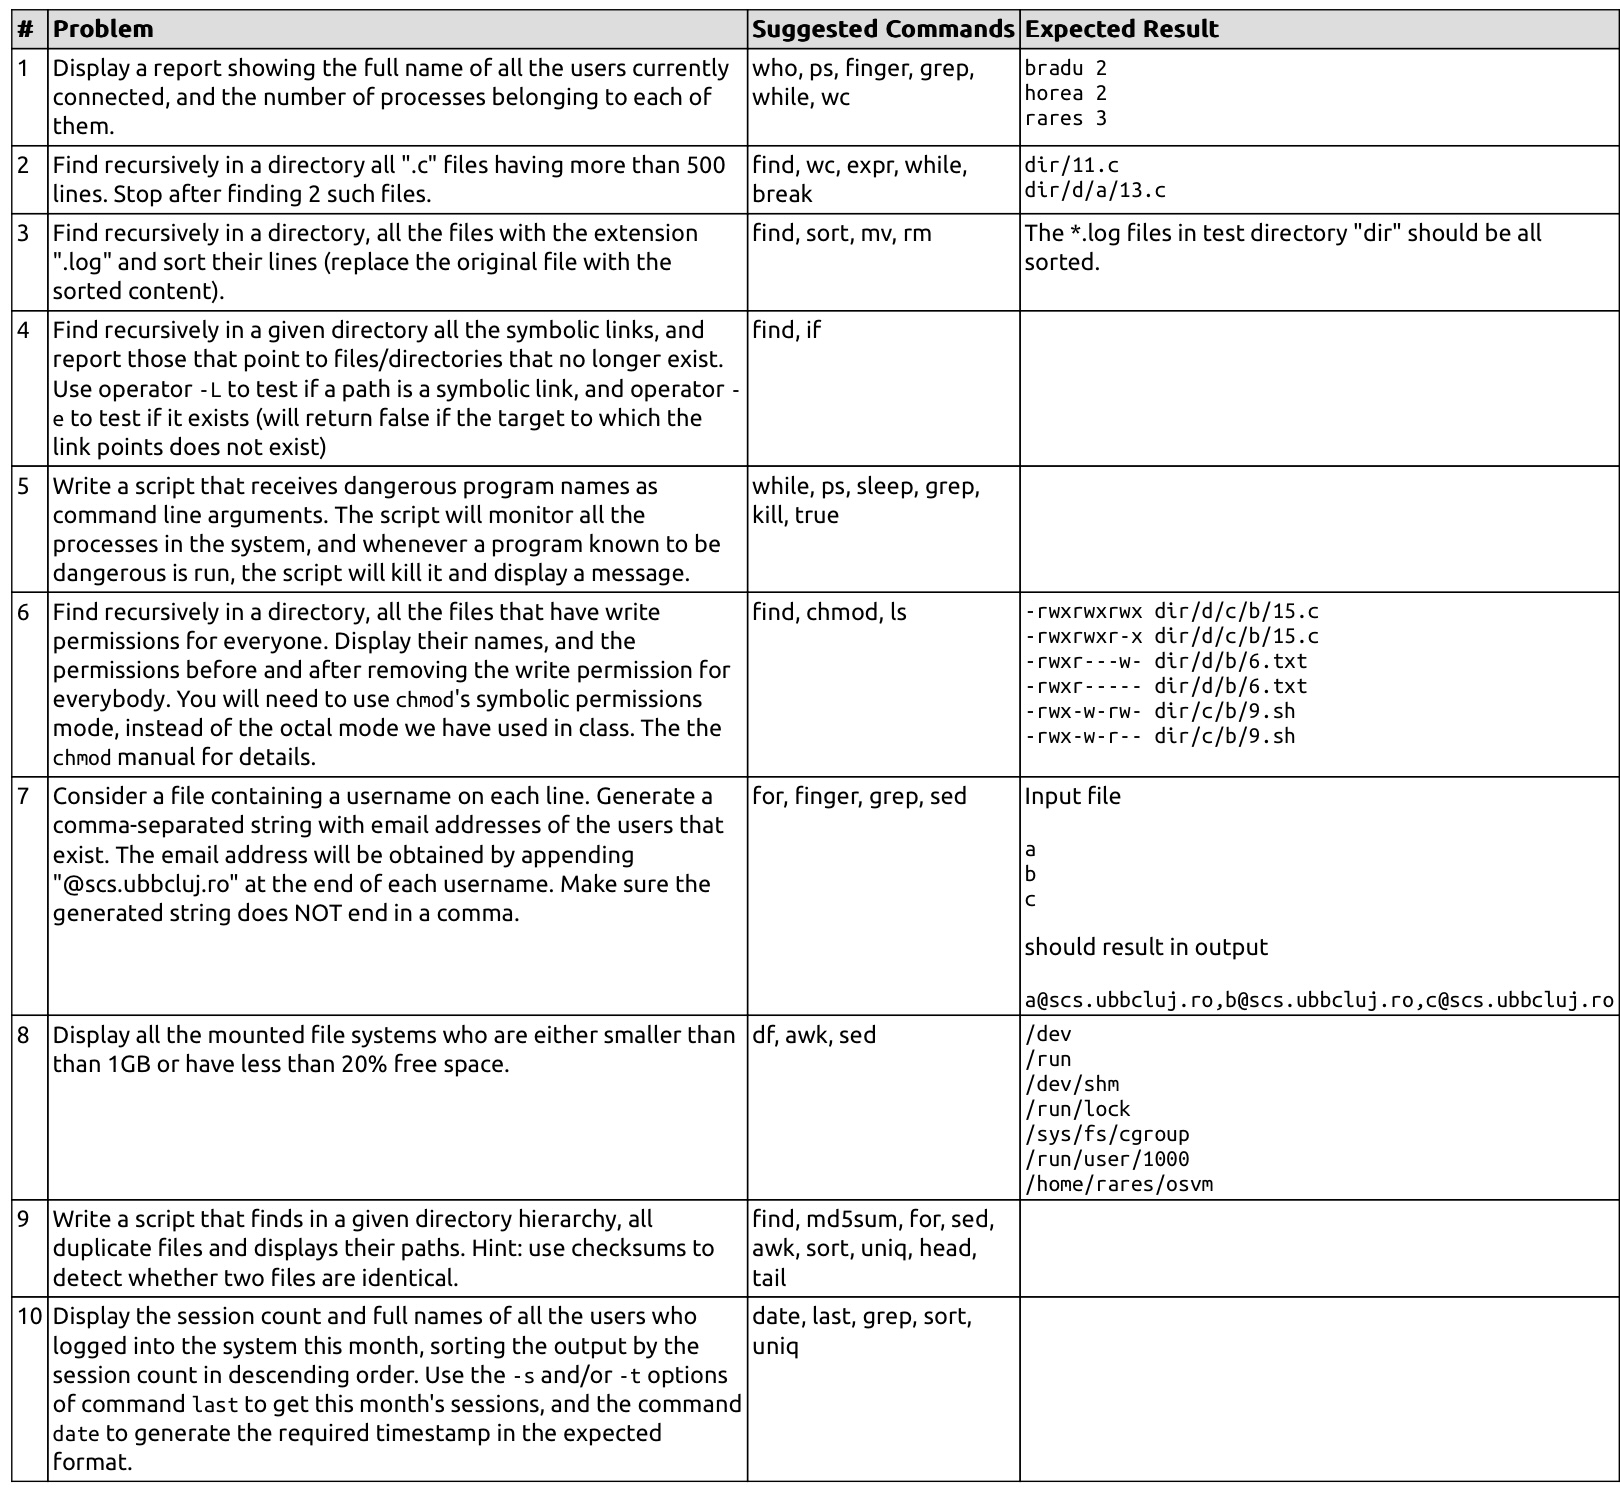 # Problem Suggested Commands Expected Result
1 Display a report showing the full name of all the users currently connected, and the number of processes belonging to each of them.
who, ps, finger, grep, while, wc
bradu 2
horea 2
rares 3
2 Find recursively in a directory all ".c" files having more than 500 lines. Stop after finding 2 such files.
find, wc, expr, while, break
dir/11.c
dir/d/a/13.c
3 Find recursively in a directory, all the files with the extension ".log" and sort their lines (replace the original file with the sorted content).
find, sort, mv, rm
The *.log files in test directory "dir" should be all sorted.
4 Find recursively in a given directory all the symbolic links, and report those that point to files/directories that no longer exist. Use operator -L to test if a path is a symbolic link, and operator -e to test if it exists (will return false if the target to which the link points does not exist)
find, if
5 Write a script that receives dangerous program names as command line arguments. The script will monitor all the processes in the system, and whenever a program known to be dangerous is run, the script will kill it and display a message.
while, ps, sleep, grep, kill, true
6 Find recursively in a directory, all the files that have write permissions for everyone. Display their names, and the permissions before and after removing the write permission for everybody. You will need to use chmod's symbolic permissions mode, instead of the octal mode we have used in class. The the chmod manual for details.
find, chmod, ls
-rwxrwxrwx dir/d/c/b/15.c
-rwxrwxr-x dir/d/c/b/15.c
-rwxr---w- dir/d/b/6.txt
-rwxr----- dir/d/b/6.txt
-rwx-w-rw- dir/c/b/9.sh
-rwx-w-r-- dir/c/b/9.sh
7 Consider a file containing a username on each line. Generate a comma-separated string with email addresses of the users that exist. The email address will be obtained by appending "@scs.ubbcluj.ro" at the end of each username. Make sure the generated string does NOT end in a comma.
for, finger, grep, sed
Input file
a
b
c
should result in output
a@scs.ubbcluj.ro,b@scs.ubbcluj.ro,c@scs.ubbcluj.ro
8 Display all the mounted file systems who are either smaller than than 1GB or have less than 20% free space.
df, awk, sed
/dev
/run
/dev/shm
/run/lock
/sys/fs/cgroup
/run/user/1000
/home/rares/osvm
9 Write a script that finds in a given directory hierarchy, all duplicate files and displays their paths. Hint: use checksums to detect whether two files are identical.
find, md5sum, for, sed, awk, sort, uniq, head, tail
10 Display the session count and full names of all the users who logged into the system this month, sorting the output by the session count in descending order. Use the -s and/or -t options of command last to get this month's sessions, and the command date to generate the required timestamp in the expected format.
date, last, grep, sort, uniq